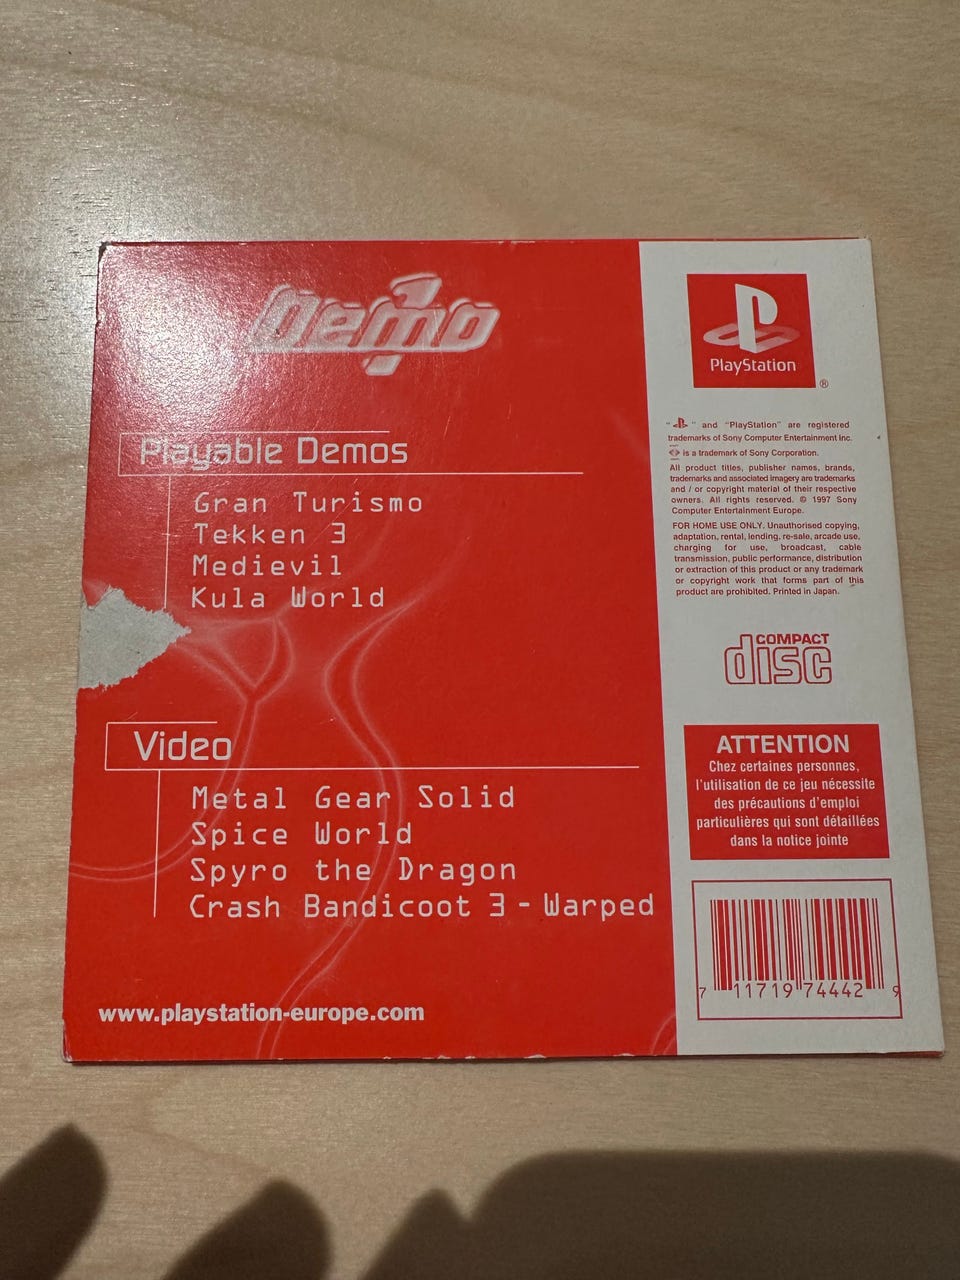 Demo 1
Playable Demos
Gran Turismo
Tekken 3
Medievil
Kula World
Video
Metal Gear Solid
Spice World
Spyro the Dragon
Crash Bandicoot 3 - Warped
www.playstation-europe.com
PlayStation
®
" " and "PlayStation" are registered
trademarks of Sony Computer Entertainment Inc.
is a trademark of Sony Corporation.
All product titles, publisher names, brands,
trademarks and associated imagery are trademarks
and / or copyright material of their respective
owners. All rights reserved. © 1997 Sony
Computer Entertainment Europe.
FOR HOME USE ONLY. Unauthorised copying,
adaptation, rental, lending, re-sale, arcade use,
charging for use, broadcast, cable
transmission, public performance, distribution
or extraction of this product or any trademark
or copyright work that forms part of this
product are prohibited. Printed in Japan.
COMPACT
disc
ATTENTION
Chez certaines personnes,
l'utilisation de ce jeu nécessite
des précautions d'emploi
particulières qui sont détaillées
dans la notice jointe
7 11719 74442 9